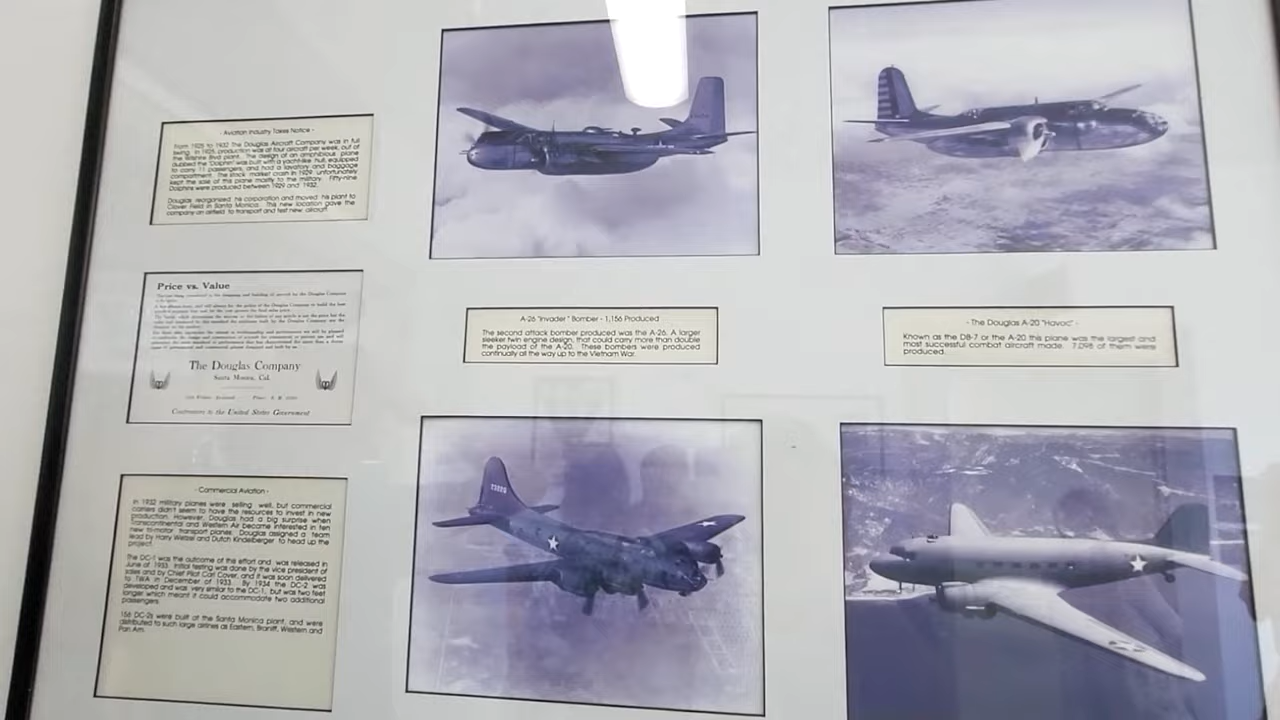 - Aviation Industry Takes Notice -
From 1925 to 1932 The Douglas Aircraft Company was in full
swing. In 1925, production was at four aircraft per week, out of
the Wilshire Blvd plant. The design of an amphibious plane
dubbed the "Dolphin" was built with a yacht-like hull, equipped
to carry 11 passengers, and had a lavatory and baggage
compartment. The stock market crash in 1929 unfortunately
kept the sale of this plane mostly to the military. Fifty-nine
Dolphins were produced between 1929 and 1932.
Douglas reorganized his corporation and moved his plant to
Clover Field in Santa Monica. This new location gave the
company an airfield to transport and test new aircraft.
Price vs. Value
The Douglas Company
Santa Monica, Cal.
Contractors to the United States Government
- Commercial Aviation -
In 1932 military planes were selling well, but commercial
carriers didn't seem to have the resources to invest in new
production. However, Douglas had a big surprise when
Transcontinental and Western Air became interested in ten
new tri-motor transport planes. Douglas assigned a team
lead by Harry Wetzel and Dutch Kindelberger to head up the
project.
The DC-1 was the outcome of the effort and was released in
June of 1933. Initial testing was done by the vice president of
sales and by Chief Pilot Carl Cover, and it was soon delivered
to TWA in December of 1933. By 1934 the DC-2 was
developed and was very similar to the DC-1, but was two feet
longer which meant it could accommodate two additional
passengers.
156 DC-2s were built at the Santa Monica plant, and were
distributed to such large airlines as Eastern, Braniff, Western and
Pan Am.
A-26 "Invader" Bomber - 1,156 Produced
The second attack bomber produced was the A-26. A larger
sleeker twin engine design, that could carry more than double
the payload of the A-20. These bombers were produced
continually all the way up to the Vietnam War.
- The Douglas A-20 "Havoc" -
Known as the DB-7 or the A-20 this plane was the largest and
most successful combat aircraft made. 7,098 of them were
produced.